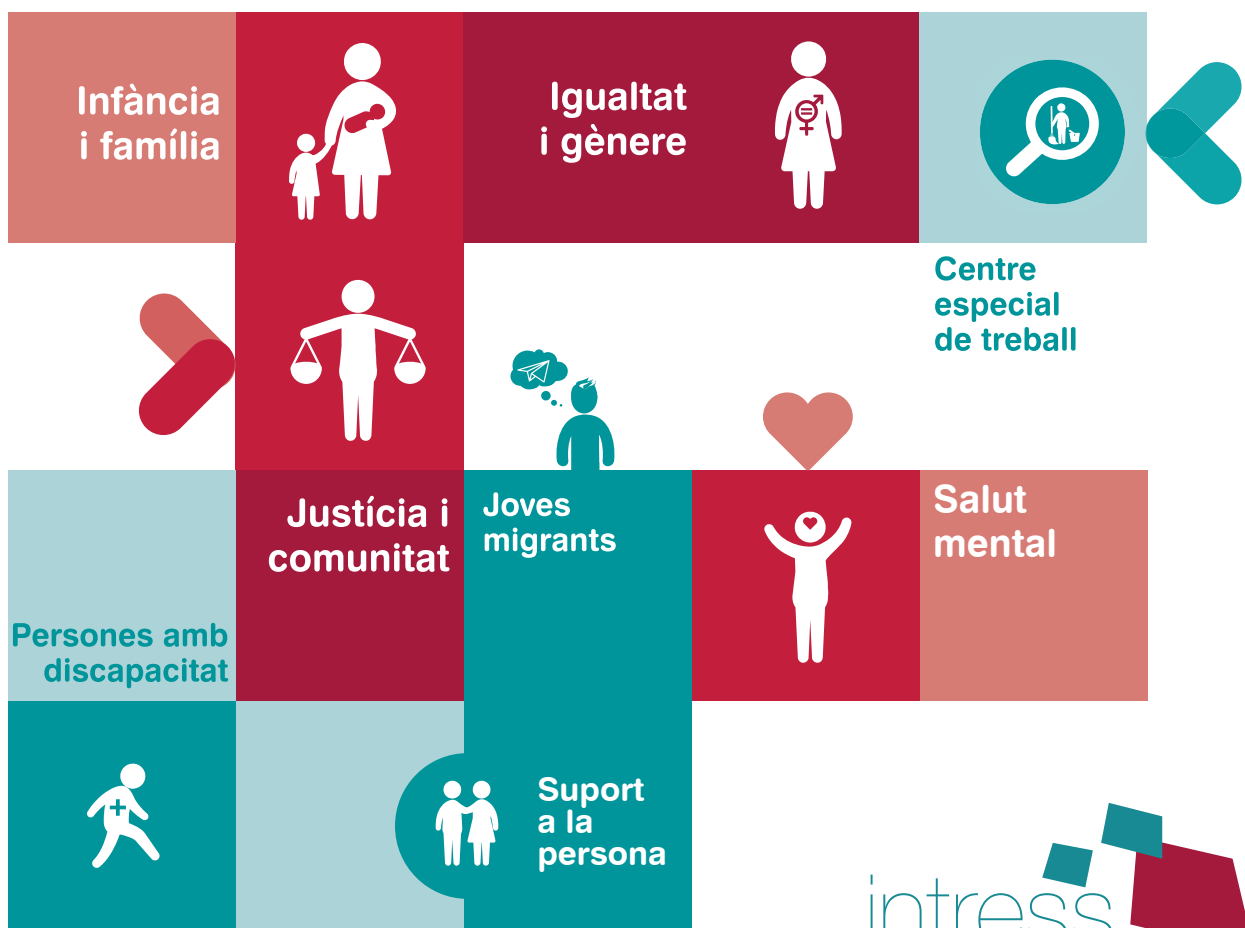 Infància
i família
Igualtat
i gènere
Centre
especial
de treball
Justícia i
comunitat
Joves
migrants
Salut
mental
Persones amb
discapacitat
Suport
a la
persona
intress